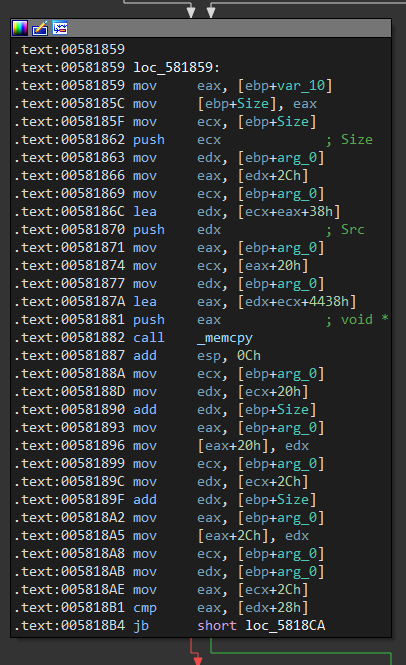 .text:00581859
.text:00581859 loc_581859:
.text:00581859 mov eax, [ebp+var_10]
.text:0058185C mov [ebp+Size], eax
.text:0058185F mov ecx, [ebp+Size]
.text:00581862 push ecx ; Size
.text:00581863 mov edx, [ebp+arg_0]
.text:00581866 mov eax, [edx+2Ch]
.text:00581869 mov ecx, [ebp+arg_0]
.text:0058186C lea edx, [ecx+eax+38h]
.text:00581870 push edx ; Src
.text:00581871 mov eax, [ebp+arg_0]
.text:00581874 mov ecx, [eax+20h]
.text:00581877 mov edx, [ebp+arg_0]
.text:0058187A lea eax, [edx+ecx+4438h]
.text:00581881 push eax ; void *
.text:00581882 call _memcpy
.text:00581887 add esp, 0Ch
.text:0058188A mov ecx, [ebp+arg_0]
.text:0058188D mov edx, [ecx+20h]
.text:00581890 add edx, [ebp+Size]
.text:00581893 mov eax, [ebp+arg_0]
.text:00581896 mov [eax+20h], edx
.text:00581899 mov ecx, [ebp+arg_0]
.text:0058189C mov edx, [ecx+2Ch]
.text:0058189F add edx, [ebp+Size]
.text:005818A2 mov eax, [ebp+arg_0]
.text:005818A5 mov [eax+2Ch], edx
.text:005818A8 mov ecx, [ebp+arg_0]
.text:005818AB mov edx, [ebp+arg_0]
.text:005818AE mov eax, [ecx+2Ch]
.text:005818B1 cmp eax, [edx+28h]
.text:005818B4 jb short loc_5818CA